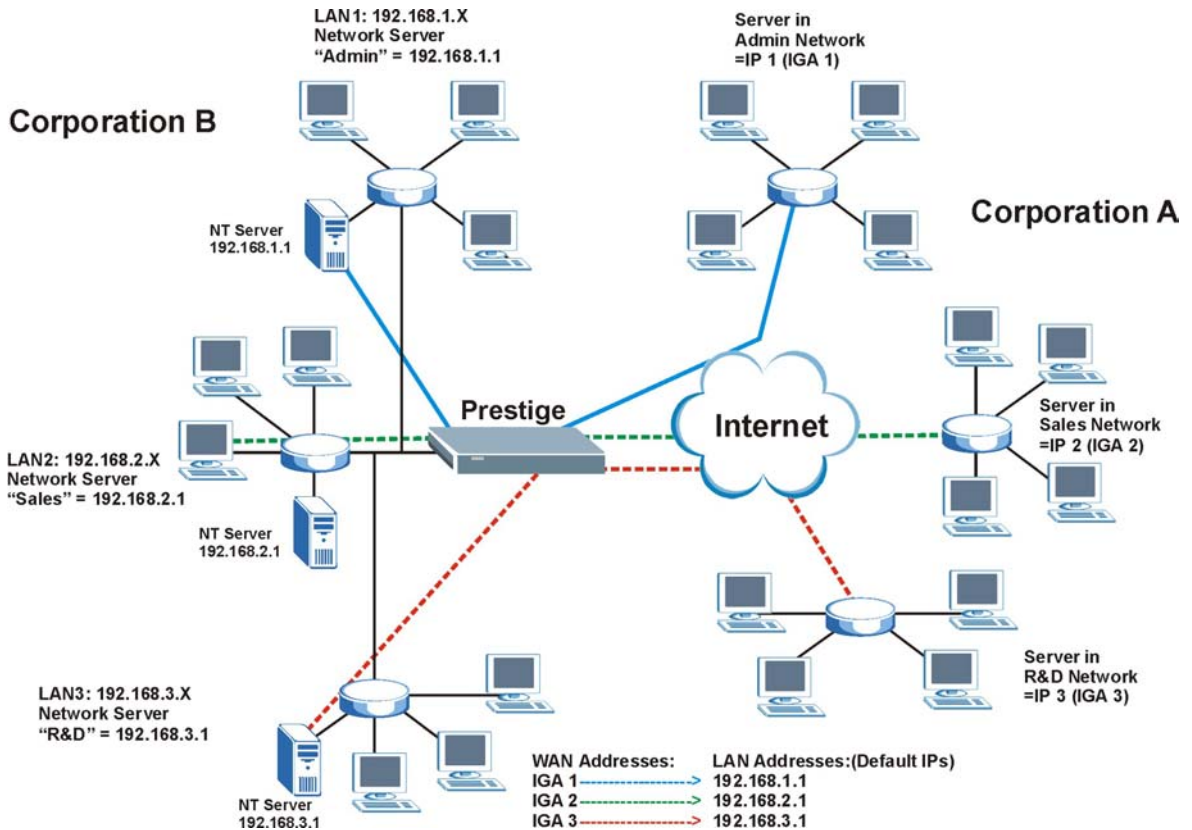 LAN1: 192.168.1.X
Network Server
“Admin” = 192.168.1.1
Server in
Admin Network
=IP 1 (IGA 1)
Corporation B
Corporation A
NT Server
192.168.1.1
Prestige
Internet
Server in
Sales Network
=IP 2 (IGA 2)
LAN2: 192.168.2.X
Network Server
“Sales” = 192.168.2.1
NT Server
192.168.2.1
LAN3: 192.168.3.X
Network Server
“R&D” = 192.168.3.1
Server in
R&D Network
=IP 3 (IGA 3)
NT Server
192.168.3.1
WAN Addresses: LAN Addresses:(Default IPs)
IGA 1 192.168.1.1
IGA 2 192.168.2.1
IGA 3 192.168.3.1